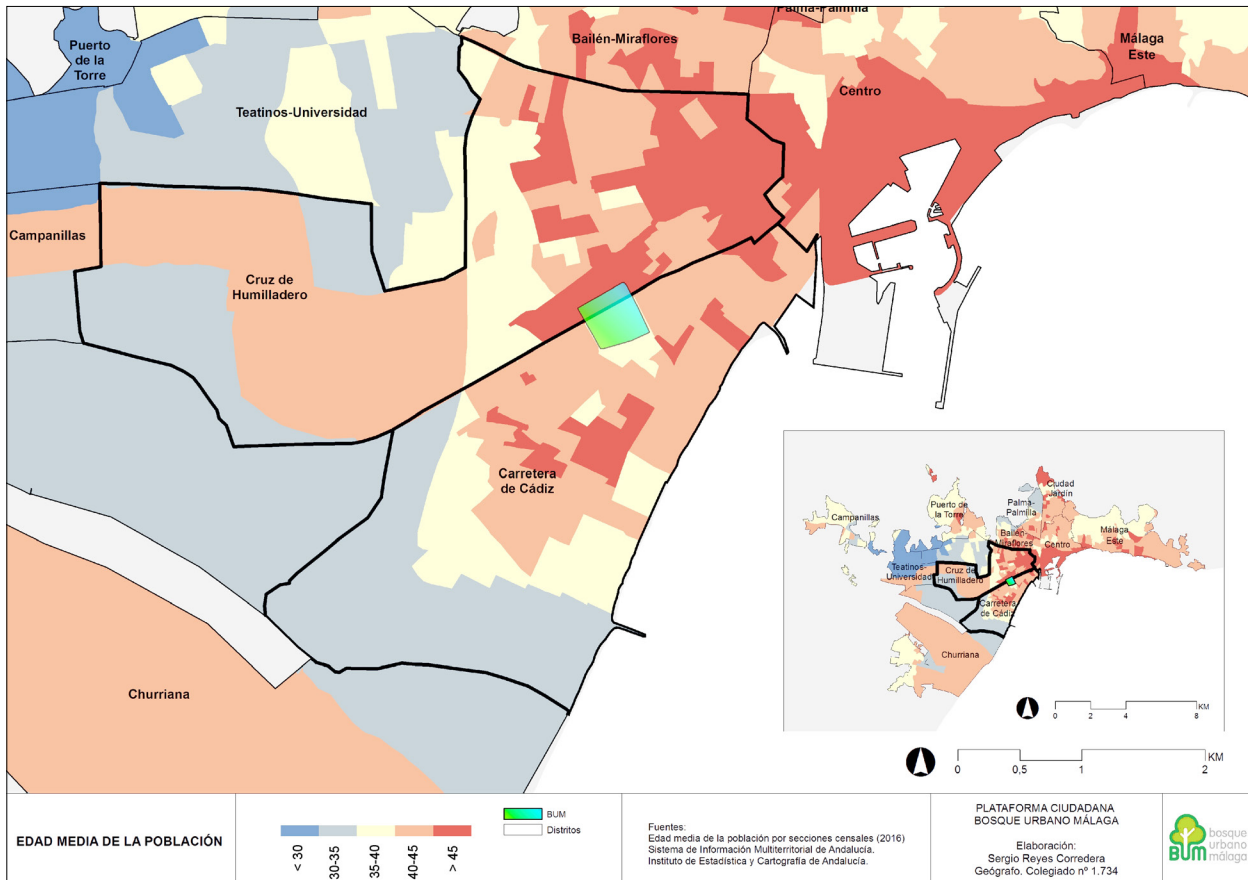 Palma-Palmilla
Puerto
de la
Torre
Bailén-Miraflores
Málaga
Este
Centro
Teatinos-Universidad
Campanillas
Cruz de
Humilladero
Carretera
de Cádiz
Churriana
Campanillas
Puerto de
la Torre
Palma-
Palmilla
Ciudad
Jardín
Bailén-
Miraflores
Centro
Málaga
Este
Teatinos-
Universidad
Cruz de
Humilladero
Carretera
de Cádiz
Churriana
0 2 4 8 KM
0 0,5 1 2 KM
EDAD MEDIA DE LA POBLACIÓN
< 30
30-35
35-40
40-45
> 45
BUM
Distritos
Fuentes:
Edad media de la población por secciones censales (2016)
Sistema de Información Multiterritorial de Andalucía.
Instituto de Estadística y Cartografía de Andalucía.
PLATAFORMA CIUDADANA
BOSQUE URBANO MÁLAGA
Elaboración:
Sergio Reyes Corredera
Geógrafo. Colegiado nº 1.734
BUM
bosque
urbano
málaga